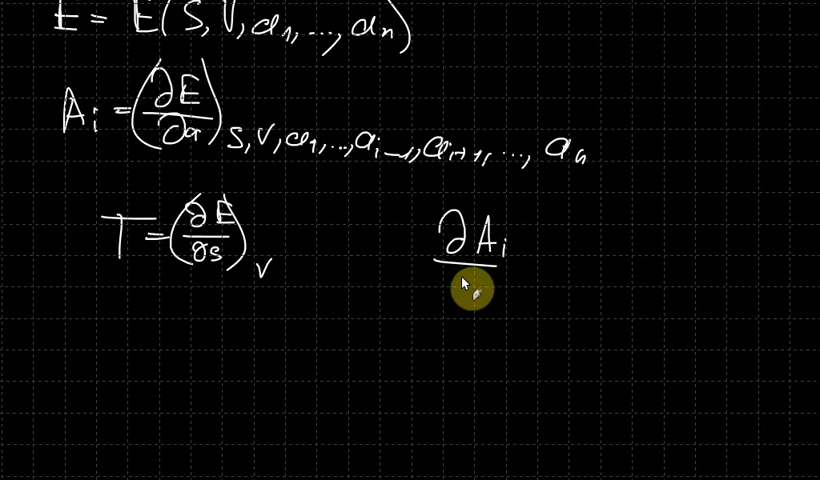 E = E(S, V, a₁, ..., aₙ)
Aᵢ = (∂E/∂a)S, V, a₁, ..., aᵢ₋₁, aᵢ₊₁, ..., aₙ
T = (∂E/∂S)V ∂Aᵢ